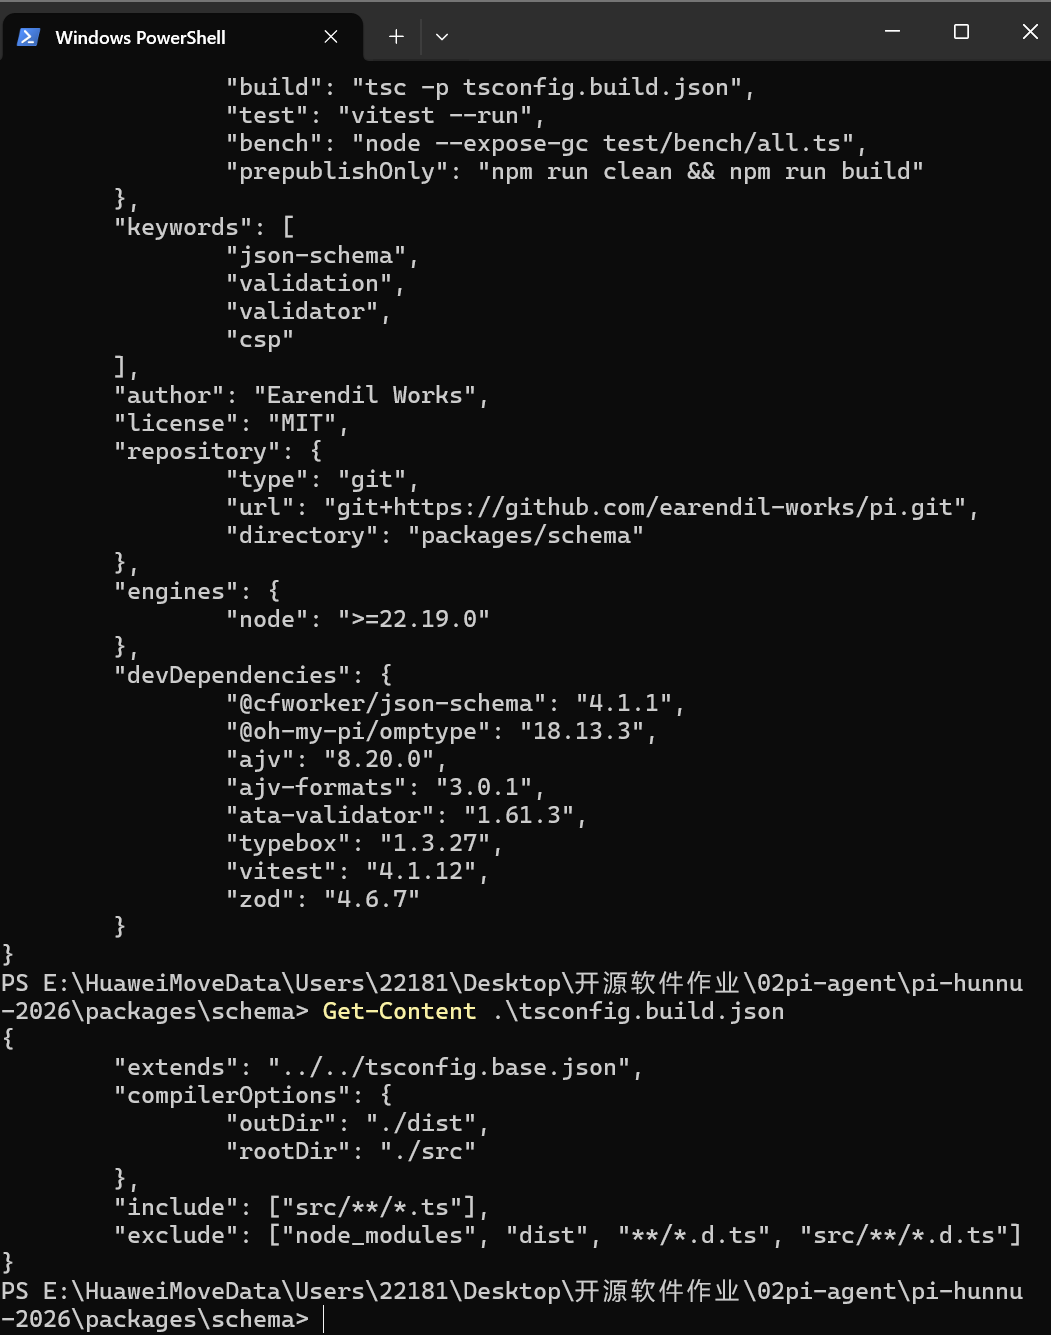 Windows PowerShell
"build": "tsc -p tsconfig.build.json",
"test": "vitest --run",
"bench": "node --expose-gc test/bench/all.ts",
"prepublishOnly": "npm run clean && npm run build"
},
"keywords": [
"json-schema",
"validation",
"validator",
"csp"
],
"author": "Earendil Works",
"license": "MIT",
"repository": {
"type": "git",
"url": "git+https://github.com/earendil-works/pi.git",
"directory": "packages/schema"
},
"engines": {
"node": ">=22.19.0"
},
"devDependencies": {
"@cfworker/json-schema": "4.1.1",
"@oh-my-pi/omptype": "18.13.3",
"ajv": "8.20.0",
"ajv-formats": "3.0.1",
"ata-validator": "1.61.3",
"typebox": "1.3.27",
"vitest": "4.1.12",
"zod": "4.6.7"
}
}
PS E:\HuaweiMoveData\Users\22181\Desktop\开源软件作业\02pi-agent\pi-hunnu
-2026\packages\schema> Get-Content .\tsconfig.build.json
{
"extends": "../../tsconfig.base.json",
"compilerOptions": {
"outDir": "./dist",
"rootDir": "./src"
},
"include": ["src/**/*.ts"],
"exclude": ["node_modules", "dist", "**/*.d.ts", "src/**/*.d.ts"]
}
PS E:\HuaweiMoveData\Users\22181\Desktop\开源软件作业\02pi-agent\pi-hunnu
-2026\packages\schema>